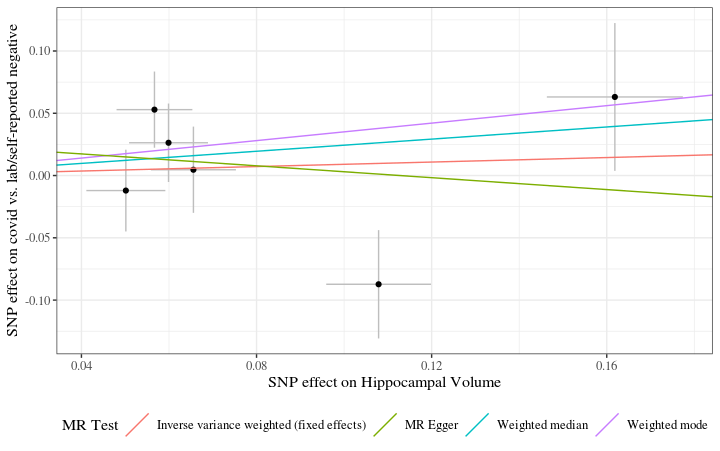 SNP effect on covid vs. lab/self-reported negative
0.10
0.05
0.00
-0.05
-0.10
0.04
0.08
0.12
0.16
SNP effect on Hippocampal Volume
MR Test
Inverse variance weighted (fixed effects)
MR Egger
Weighted median
Weighted mode